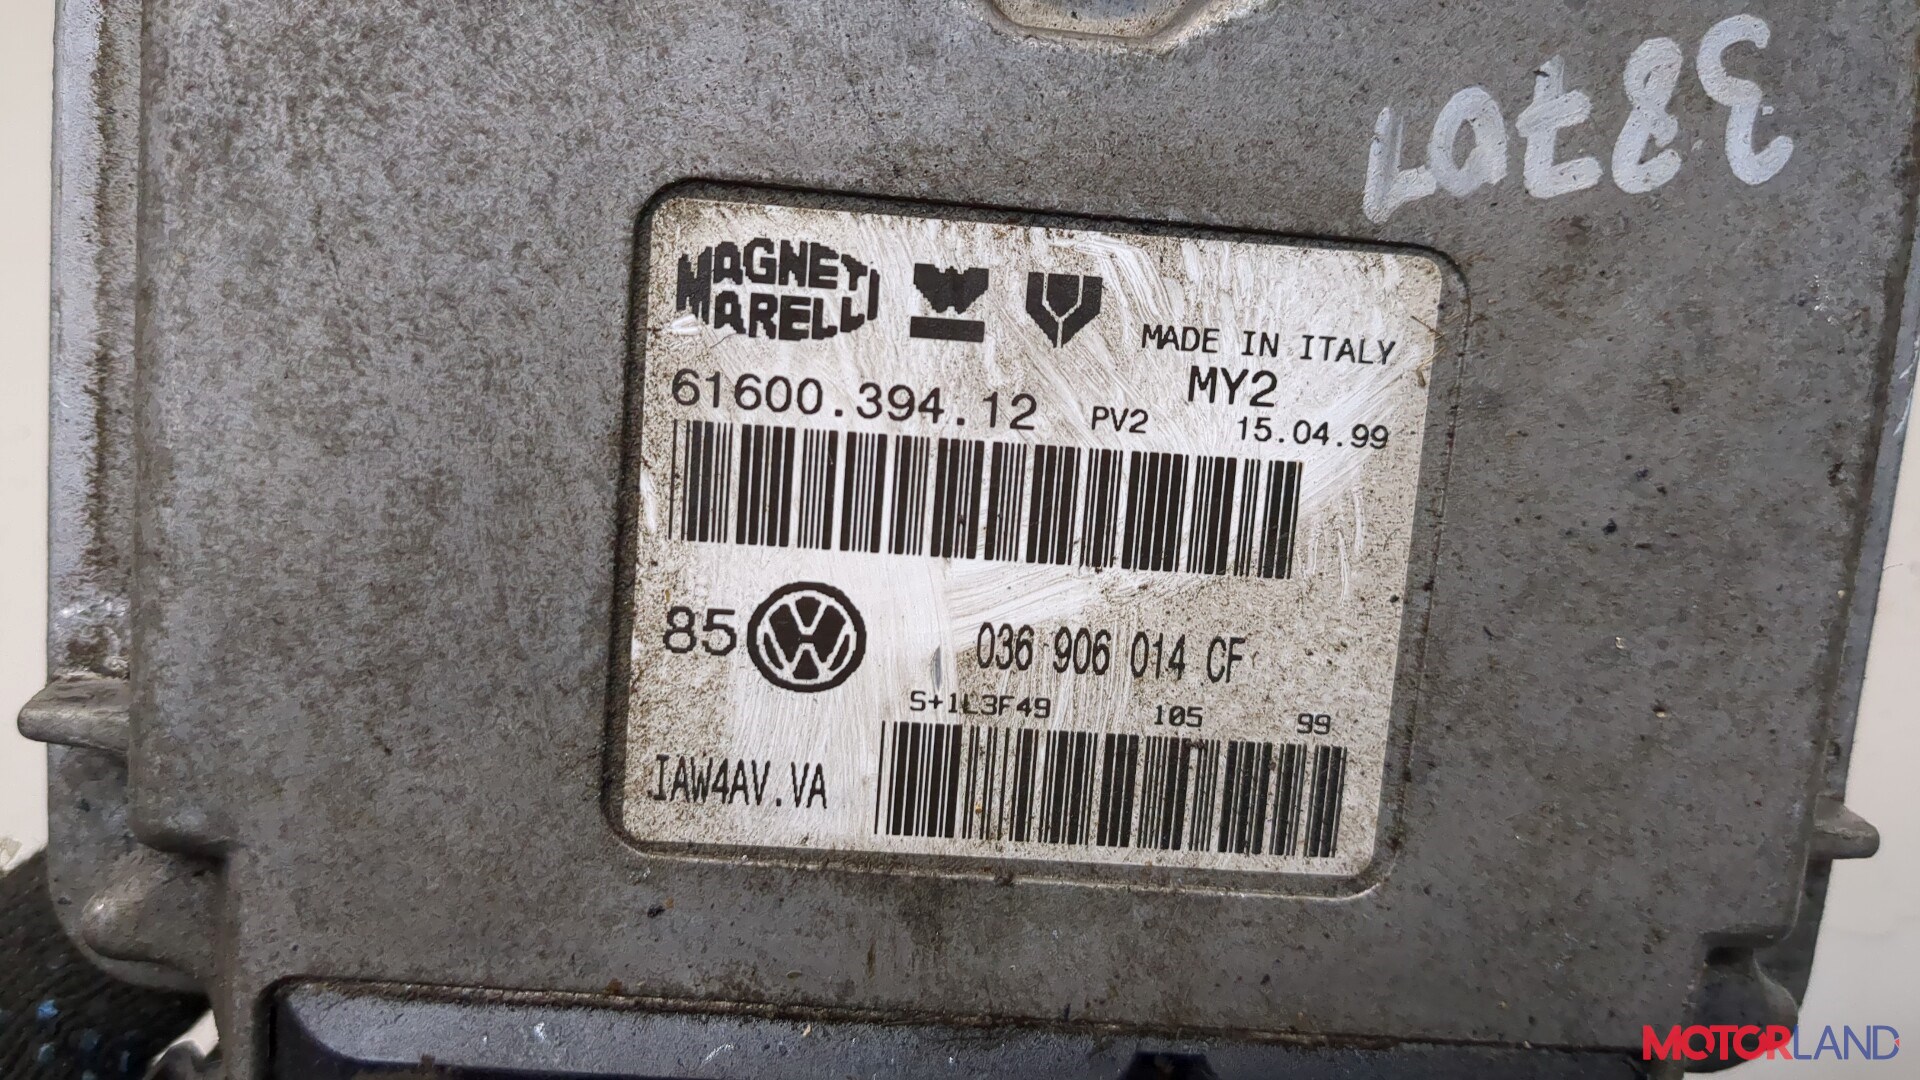 38707
MAGNETI
MARELLI
MADE IN ITALY
MY2
61600.394.12 PV2 15.04.99
85 036 906 014 CF
S+1L3F49 105 99
IAW4AV.VA
MOTORLAND